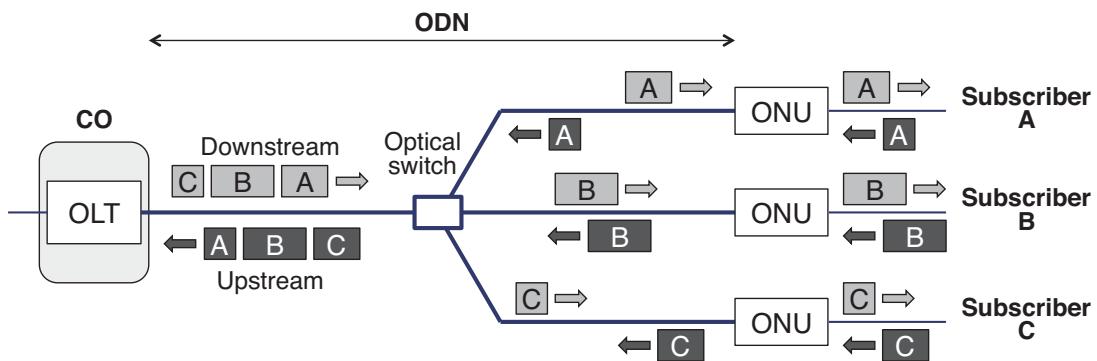 ODN
CO
OLT
Downstream
C B A
A B C
Upstream
Optical
switch
A
A
ONU
A
A
Subscriber
A
B
B
ONU
B
B
Subscriber
B
C
C
ONU
C
C
Subscriber
C